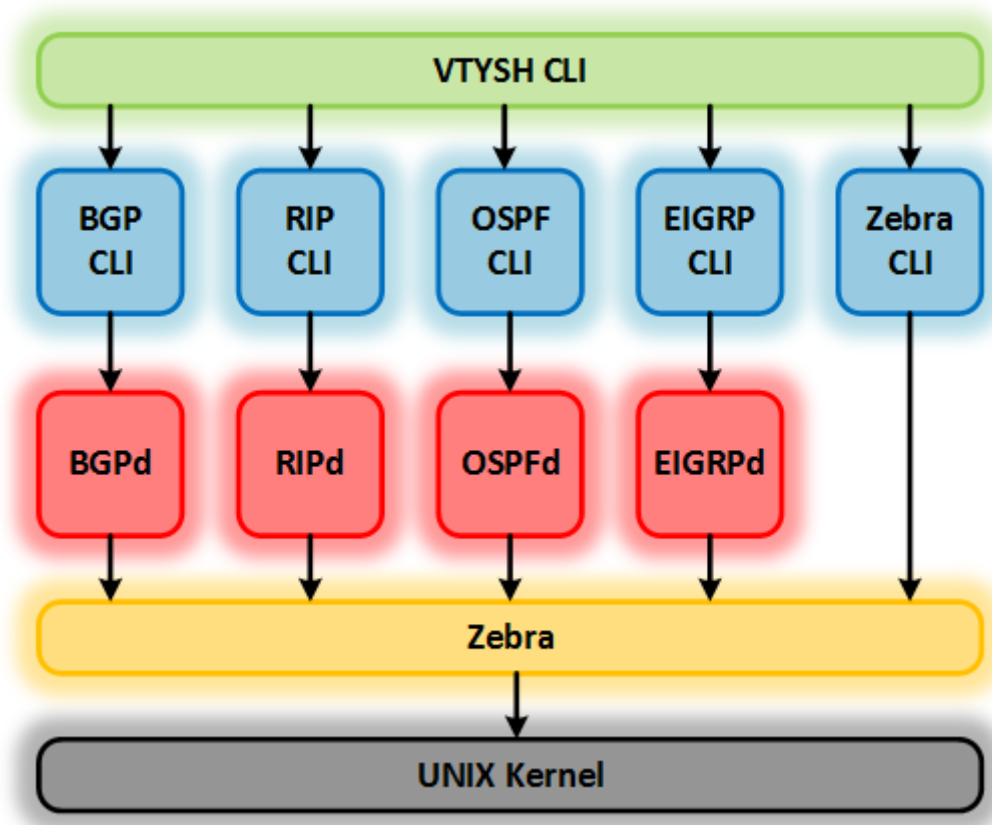 VTYSH CLI
BGP
CLI
RIP
CLI
OSPF
CLI
EIGRP
CLI
Zebra
CLI
BGPd
RIPd
OSPFd
EIGRPd
Zebra
UNIX Kernel